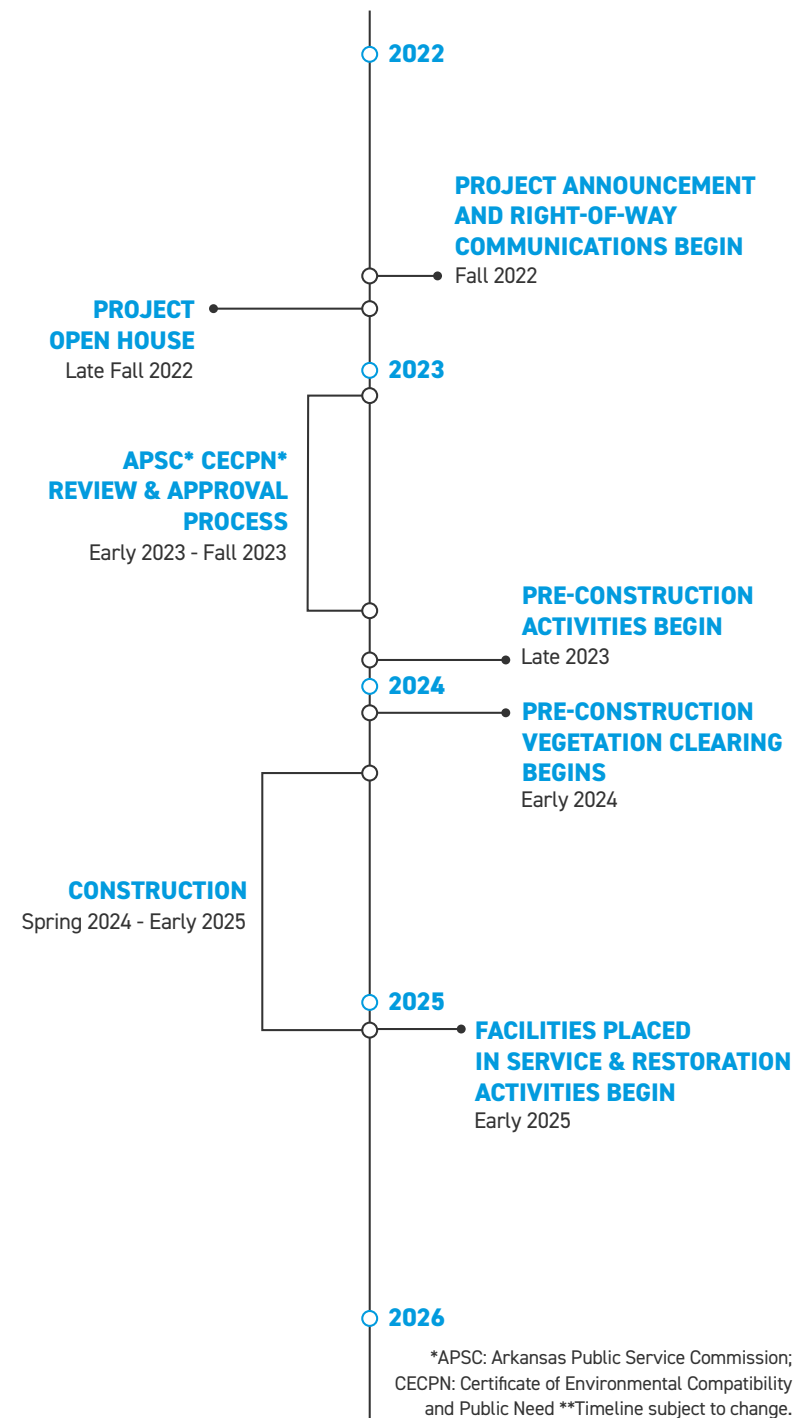 2022
PROJECT ANNOUNCEMENT
AND RIGHT-OF-WAY
COMMUNICATIONS BEGIN
Fall 2022
PROJECT
OPEN HOUSE
Late Fall 2022
2023
APSC* CECPN*
REVIEW & APPROVAL
PROCESS
Early 2023 - Fall 2023
PRE-CONSTRUCTION
ACTIVITIES BEGIN
Late 2023
2024
PRE-CONSTRUCTION
VEGETATION CLEARING
BEGINS
Early 2024
CONSTRUCTION
Spring 2024 - Early 2025
2025
FACILITIES PLACED
IN SERVICE & RESTORATION
ACTIVITIES BEGIN
Early 2025
2026
*APSC: Arkansas Public Service Commission;
CECPN: Certificate of Environmental Compatibility
and Public Need **Timeline subject to change.